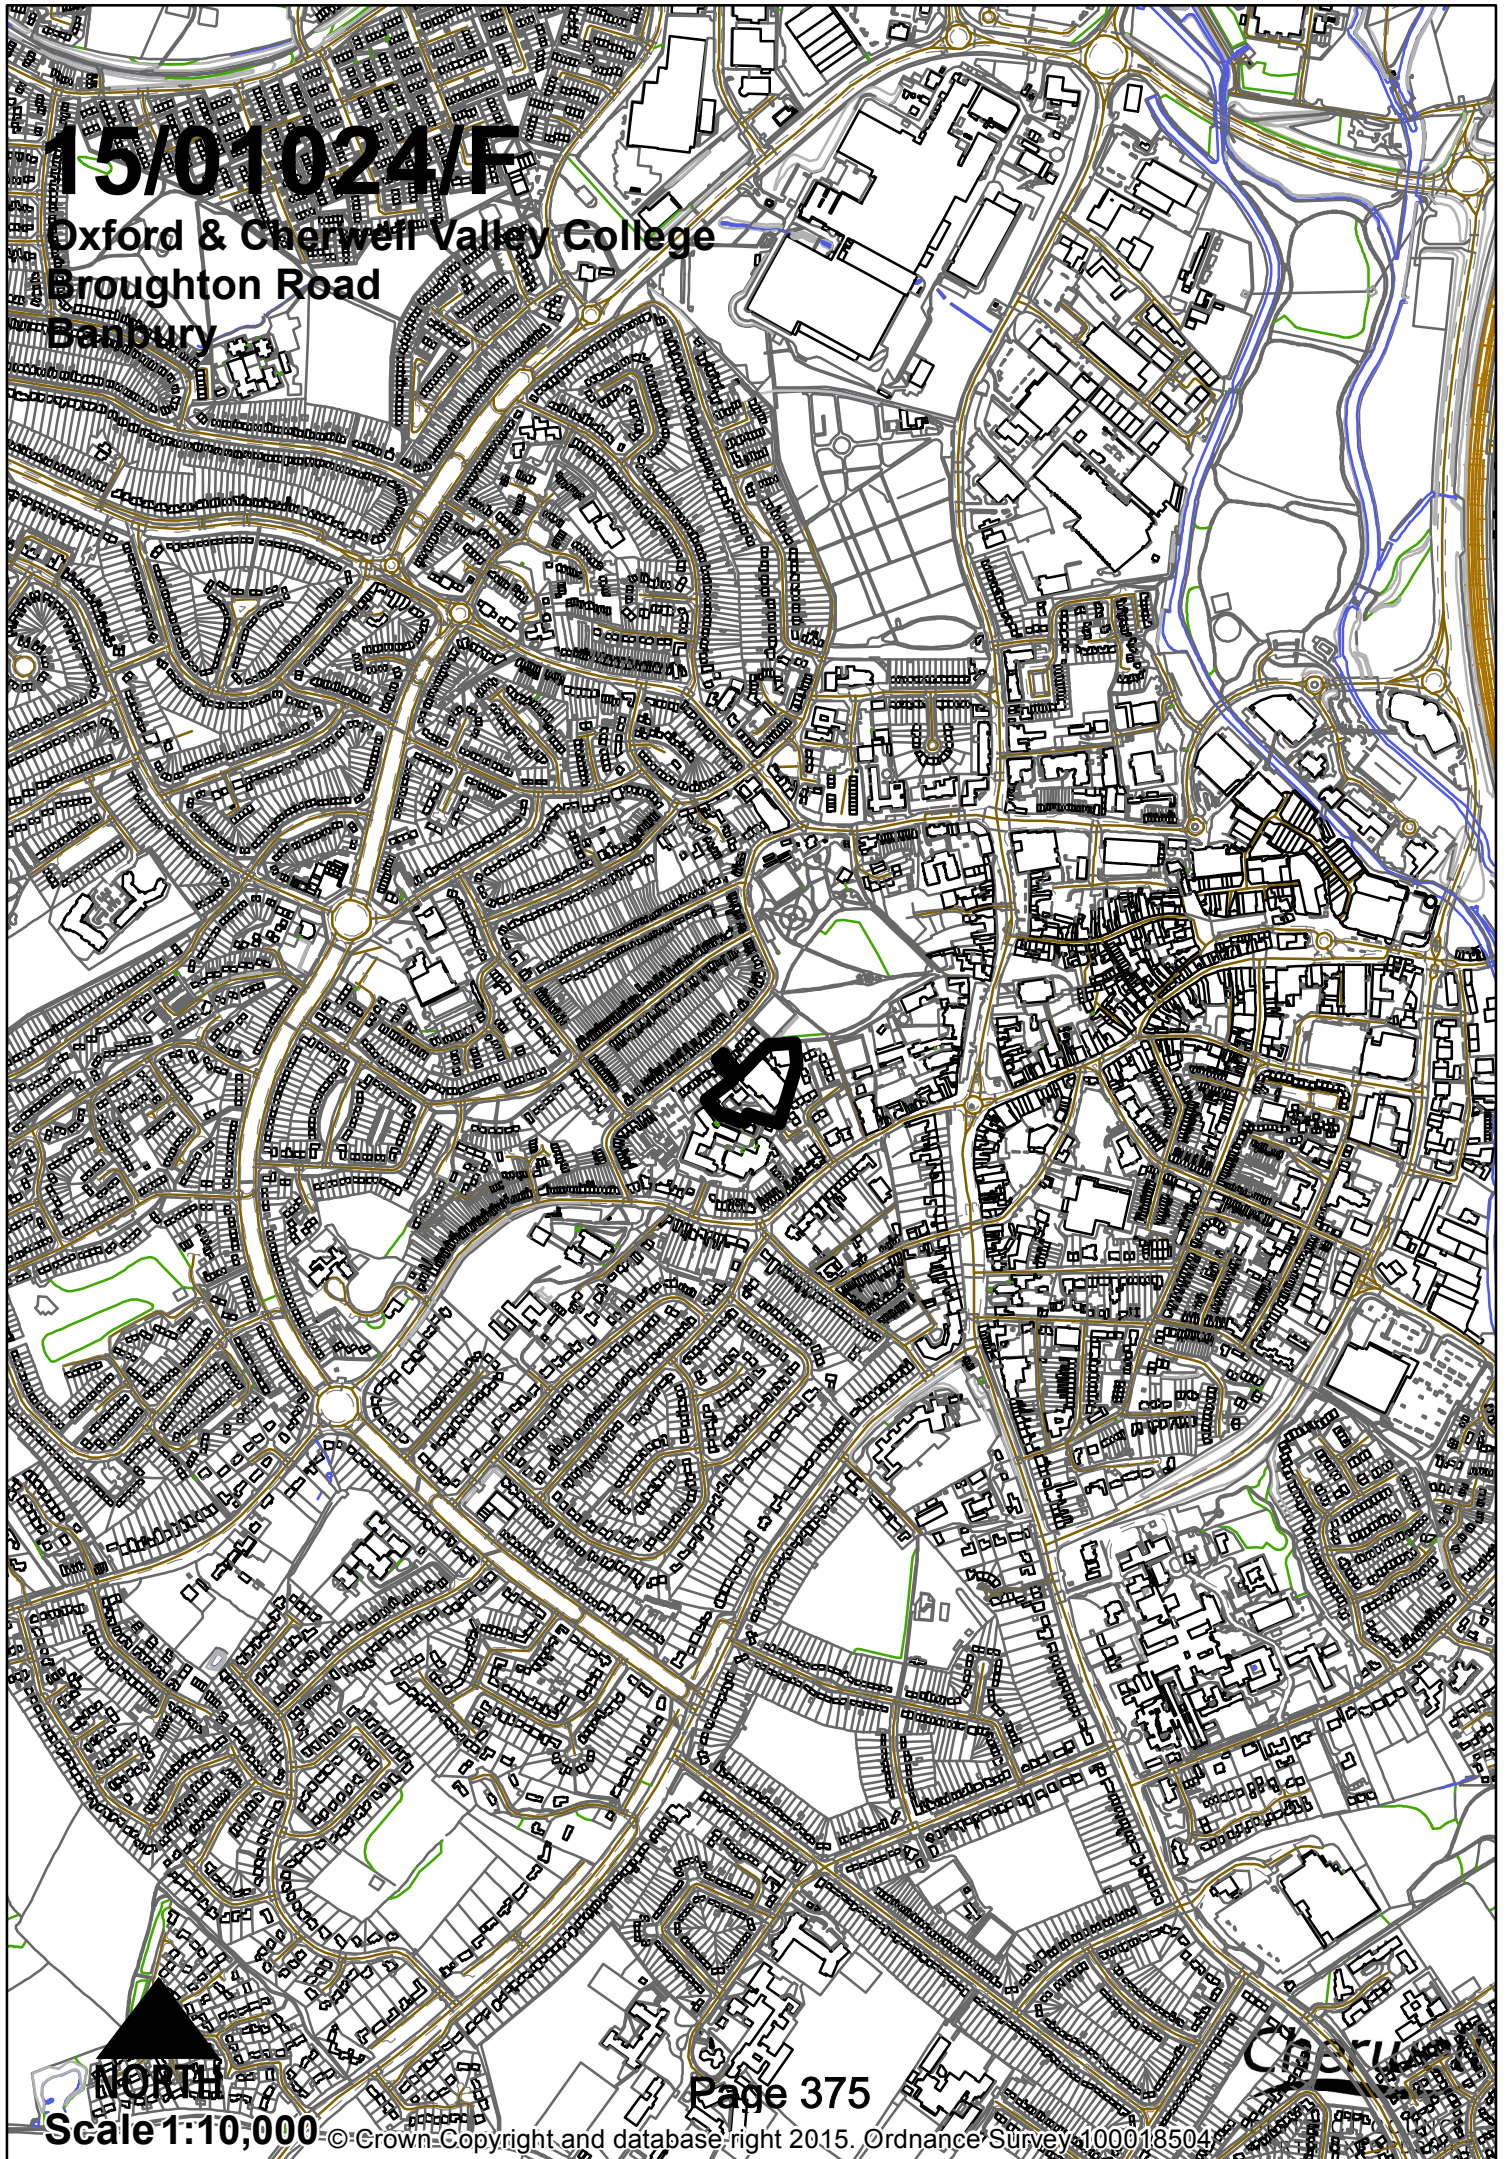 15/01024/F
Oxford & Cherwell Valley College
Broughton Road
Banbury
NORTH
Page 375
Scale 1:10,000
© Crown Copyright and database right 2015. Ordnance Survey 100018504